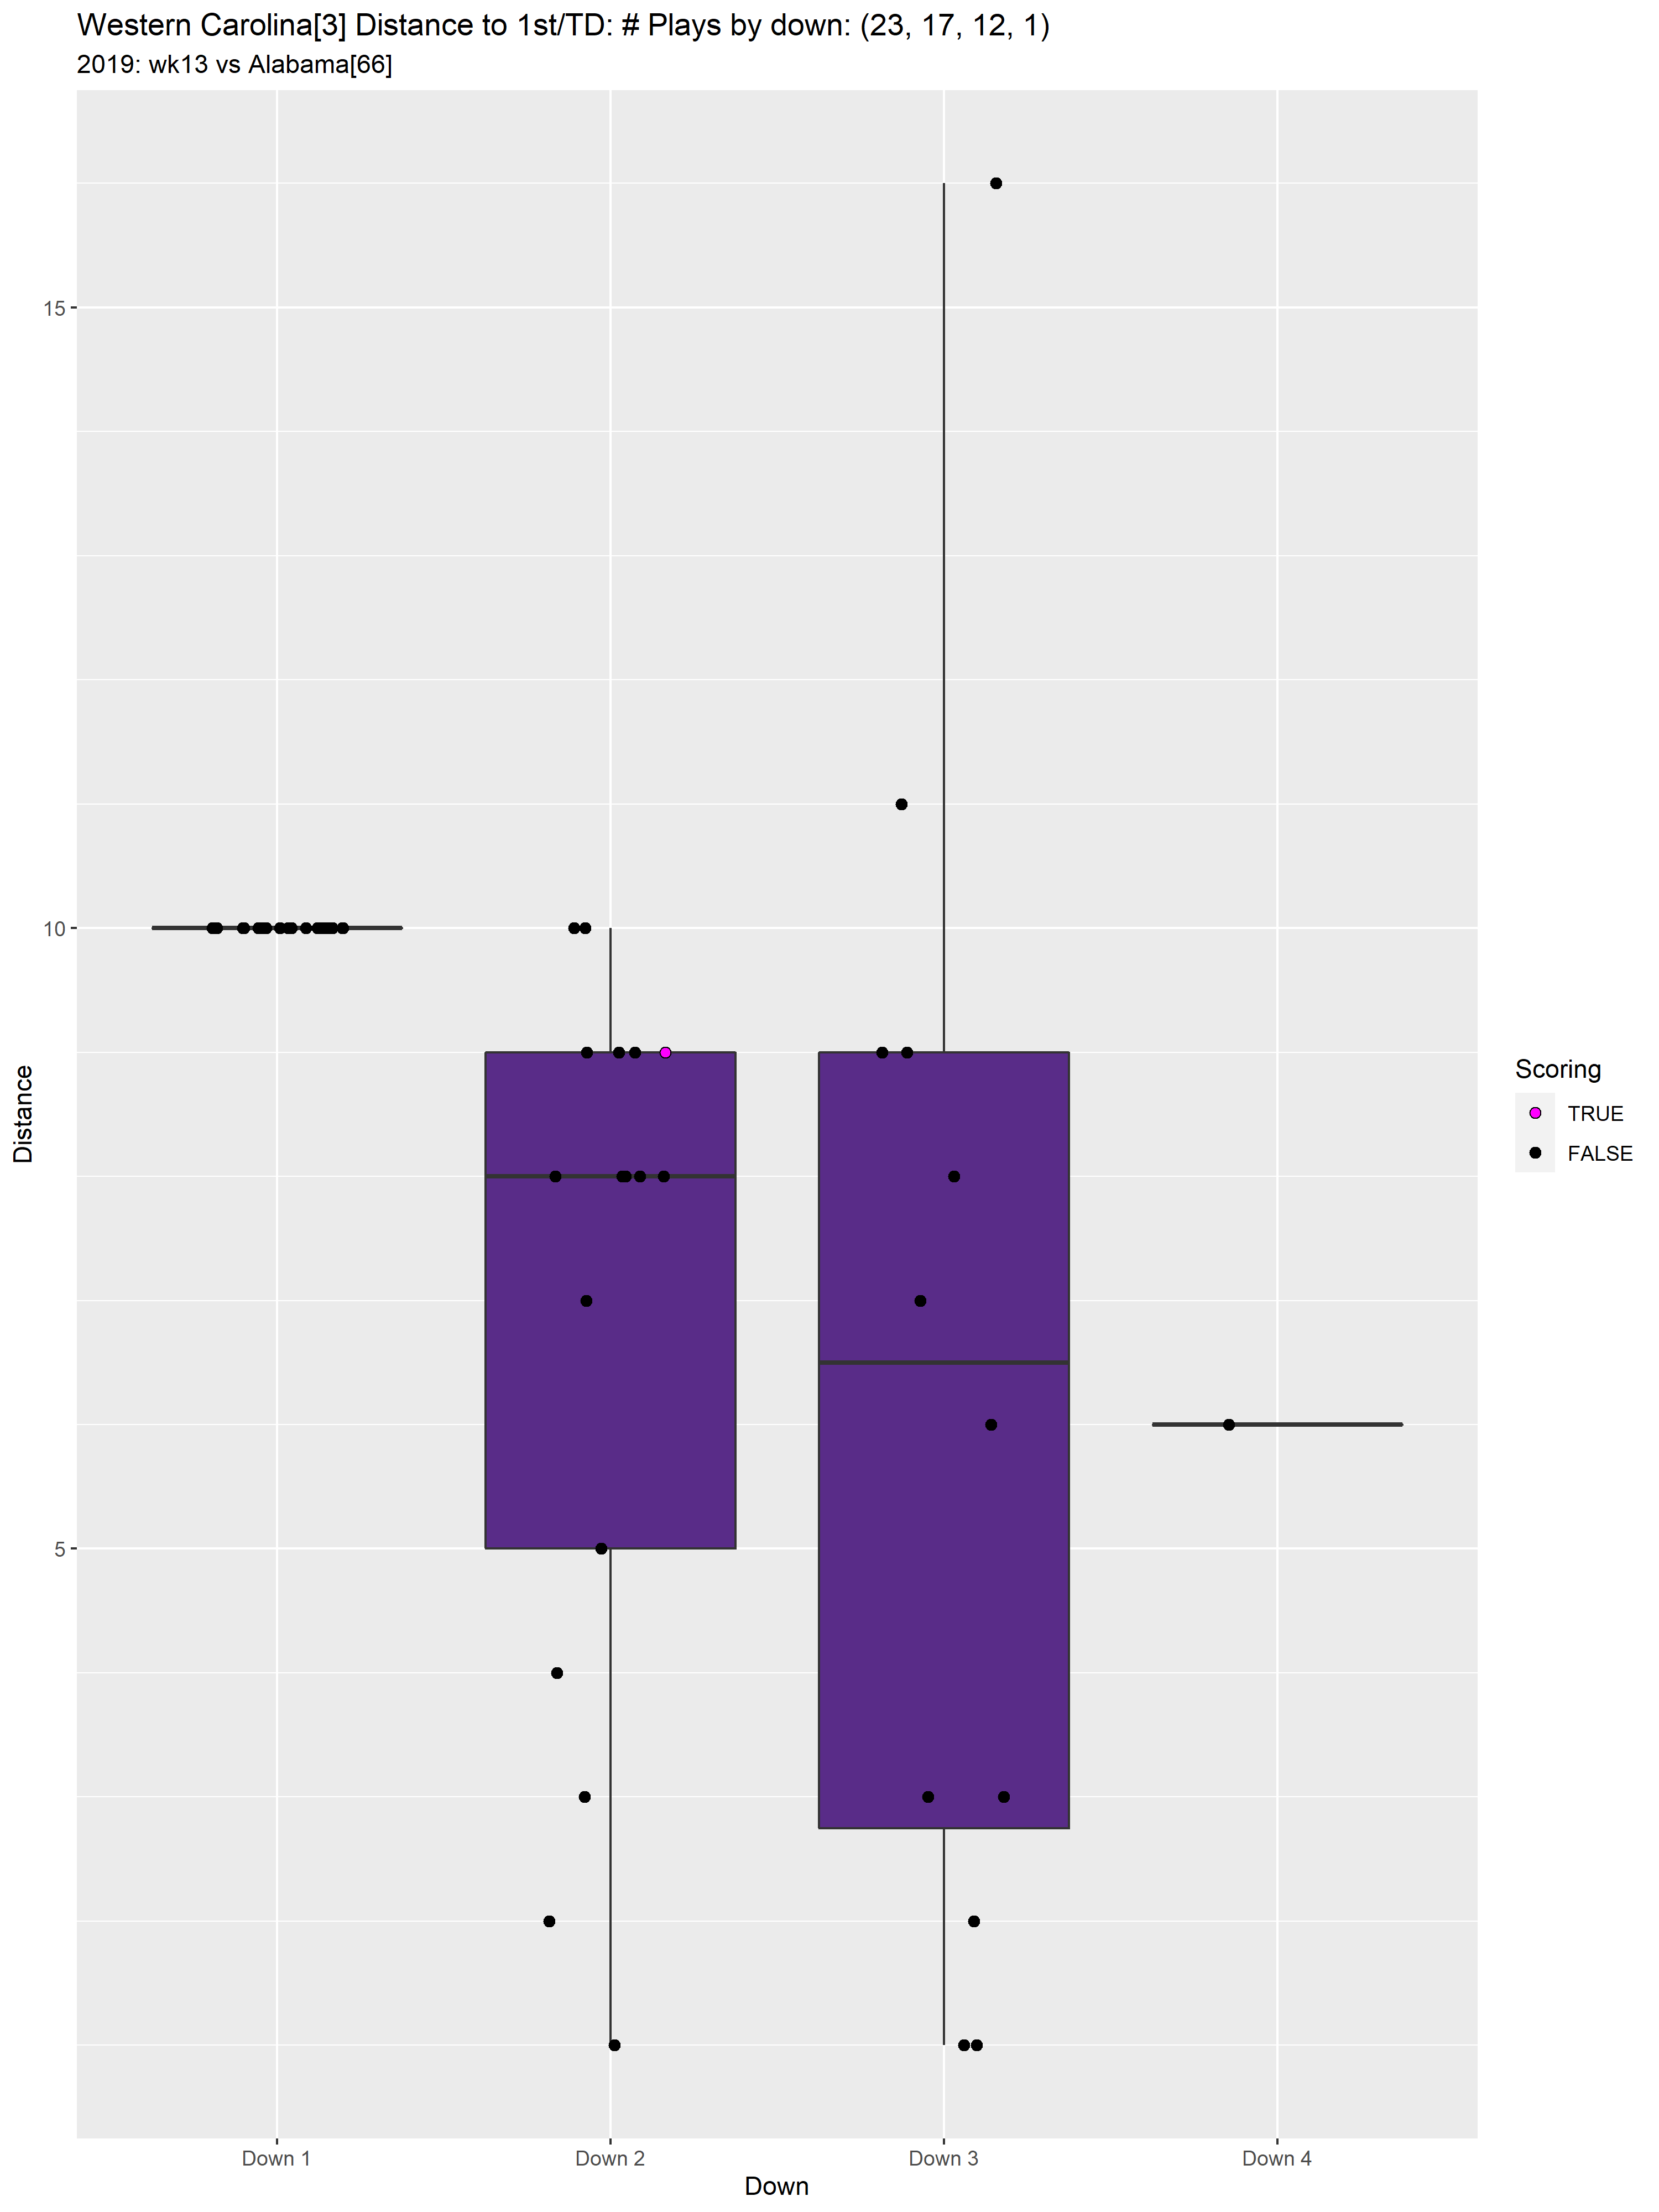 Western Carolina[3] Distance to 1st/TD: # Plays by down: (23, 17, 12, 1)
2019: wk13 vs Alabama[66]
15
10
5
Distance
Down 1
Down 2
Down 3
Down 4
Down
Scoring
TRUE
FALSE